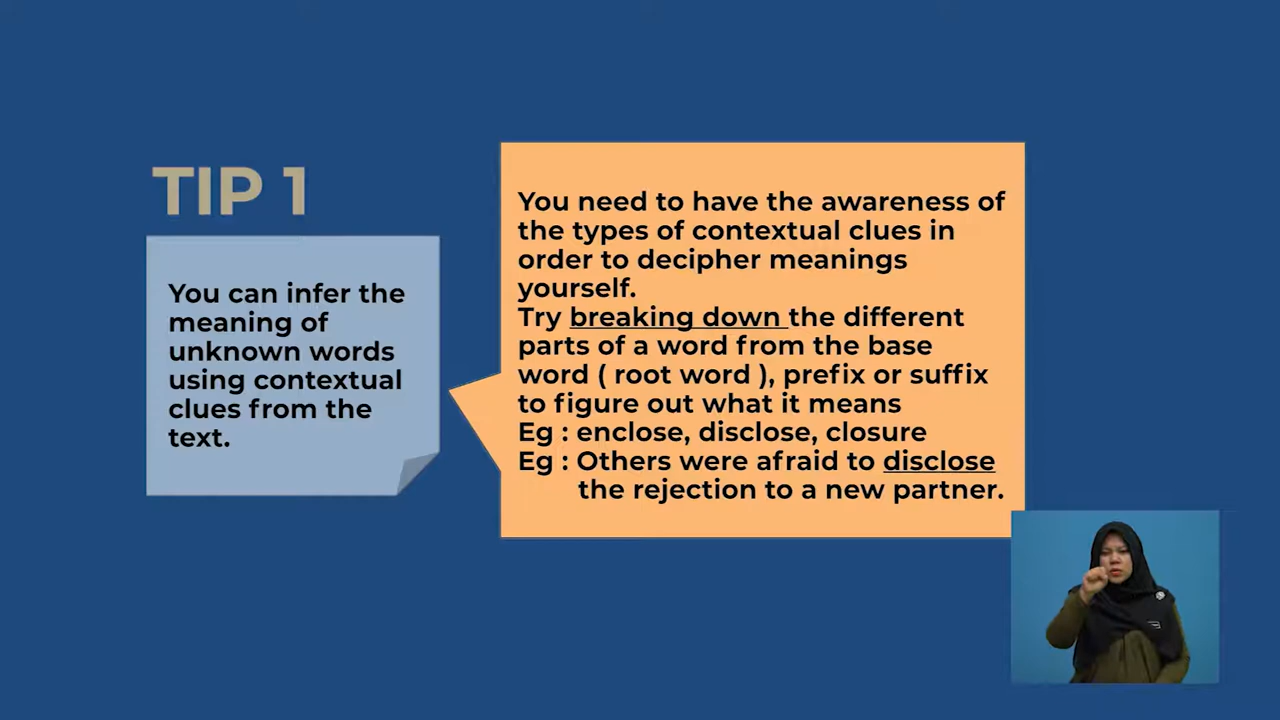 TIP 1
You can infer the
meaning of
unknown words
using contextual
clues from the
text.
You need to have the awareness of
the types of contextual clues in
order to decipher meanings
yourself.
Try breaking down the different
parts of a word from the base
word ( root word ), prefix or suffix
to figure out what it means
Eg : enclose, disclose, closure
Eg : Others were afraid to disclose
the rejection to a new partner.